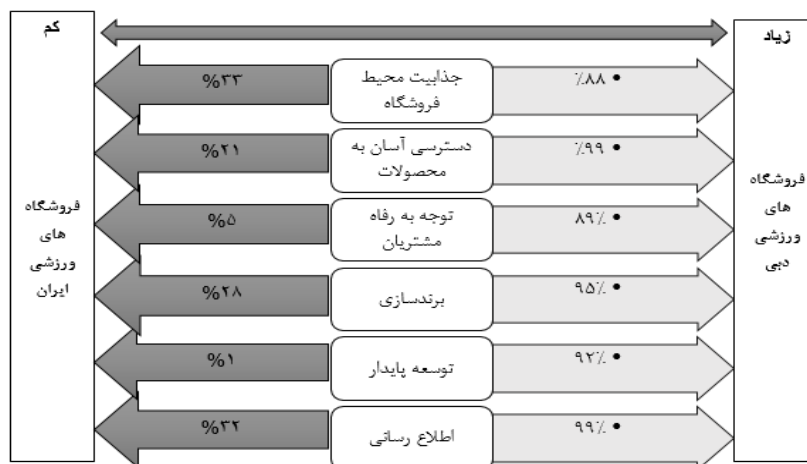 زیاد
کم
فروشگاه
های
ورزشی
دبی
• ٪۸۸
جذابیت محیط
فروشگاه
%۳۳
• ٪۹۹
دسترسی آسان به
محصولات
%۲۱
• ۸۹٪
توجه به رفاه
مشتریان
%۵
• ۹۵٪
برندسازی
%۲۸
• ۹۲٪
توسعه پایدار
%۱
• ۹۹٪
اطلاع رسانی
%۳۲
فروشگاه
های
ورزشی
ایران